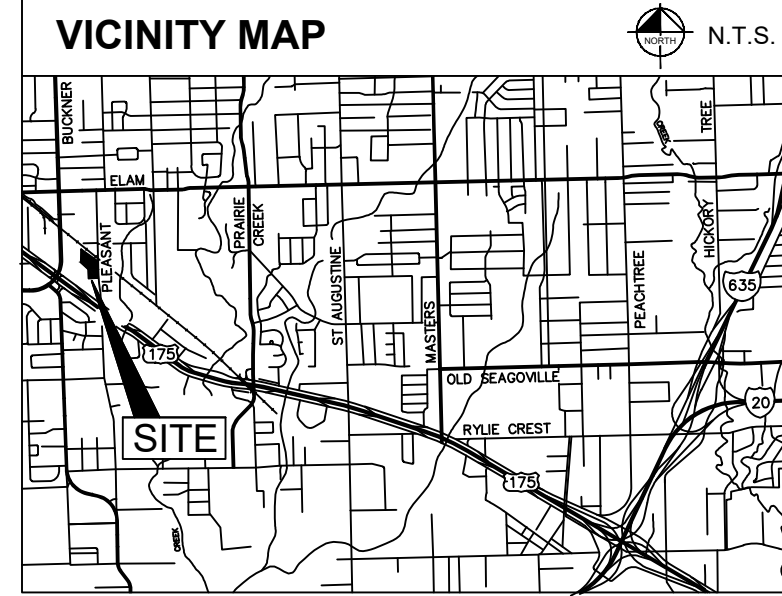 VICINITY MAP
NORTH
N.T.S.
BUCKNER
TREE
CREEK
ELAM
PLEASANT
PRAIRIE
CREEK
HICKORY
ST AUGUSTINE
PEACHTREE
635
MASTERS
175
OLD SEAGOVILLE
20
SITE
RYLIE CREST
175
CREEK